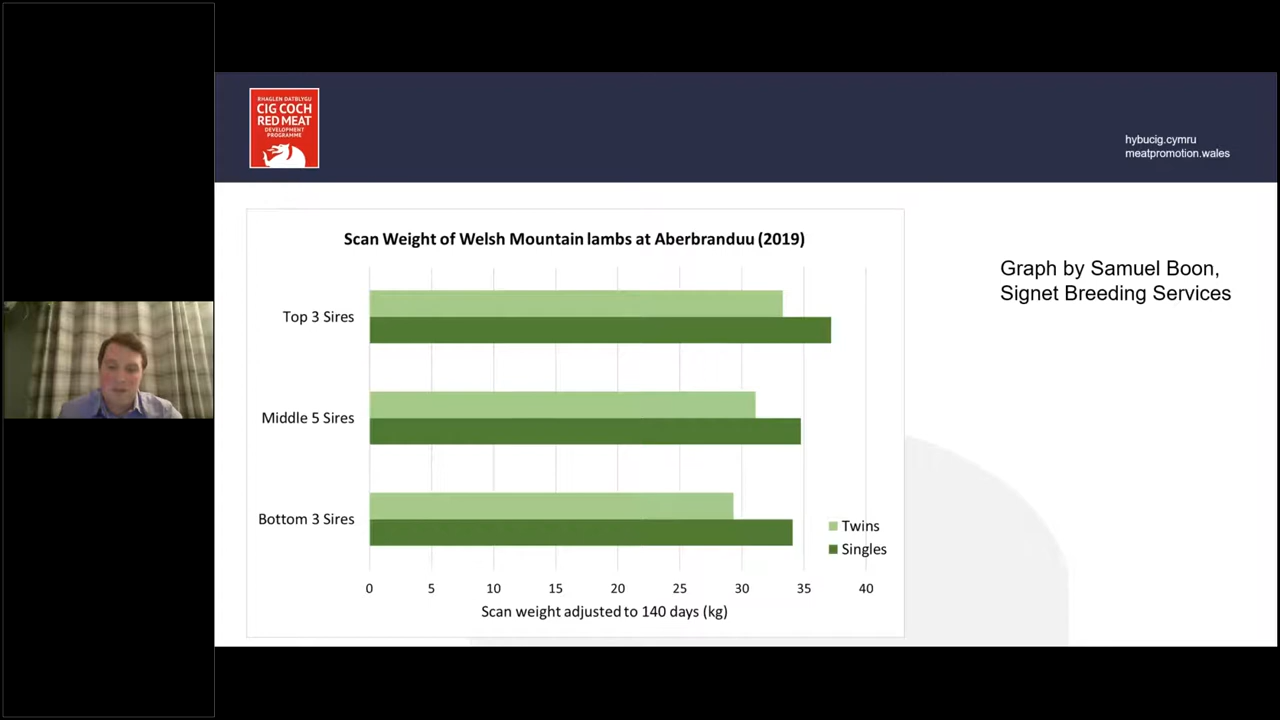 RHAGLEN DATBLYGU
CIG COCH
RED MEAT
DEVELOPMENT
PROGRAMME
hybucig.cymru
meatpromotion.wales
Scan Weight of Welsh Mountain lambs at Aberbranduu (2019)
Top 3 Sires
Middle 5 Sires
Bottom 3 Sires
Twins
Singles
0 5 10 15 20 25 30 35 40
Scan weight adjusted to 140 days (kg)
Graph by Samuel Boon,
Signet Breeding Services